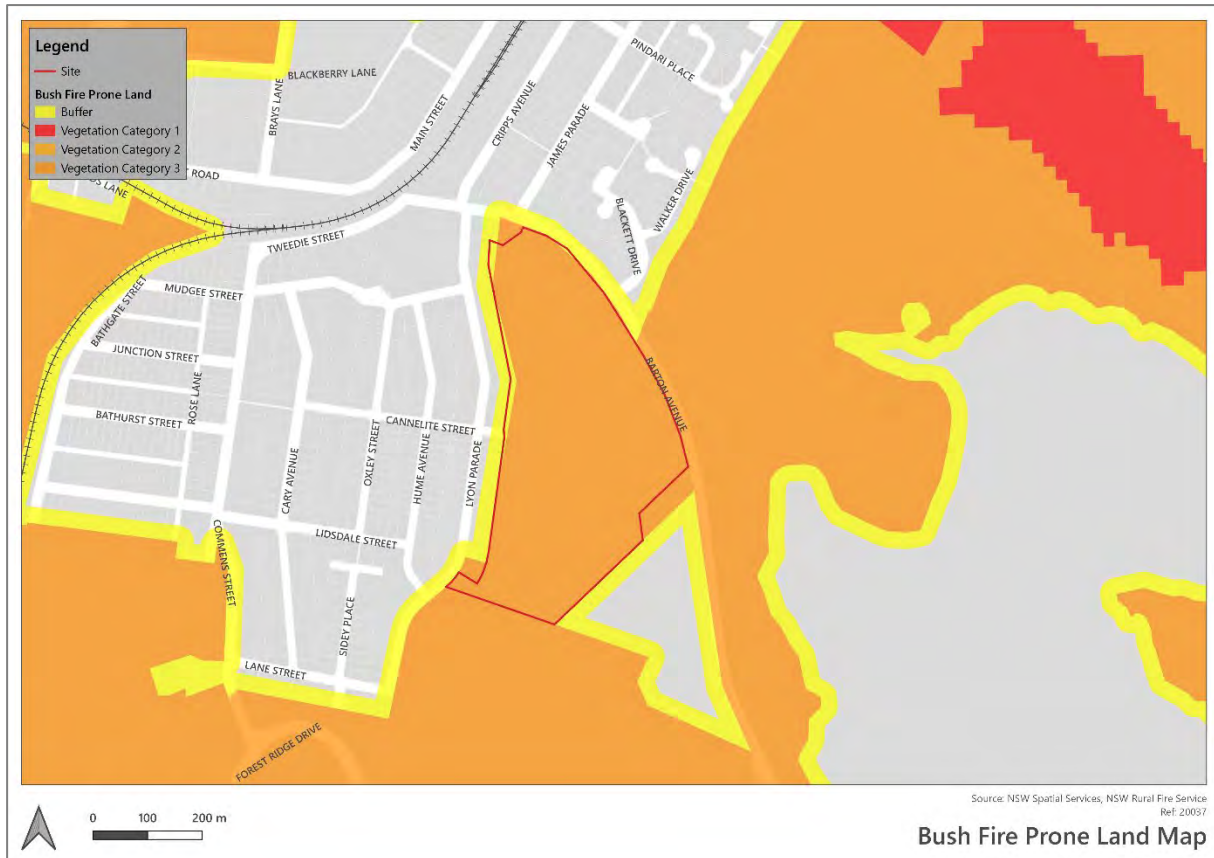 Legend
Site
Bush Fire Prone Land
Buffer
Vegetation Category 1
Vegetation Category 2
Vegetation Category 3
BLACKBERRY LANE
BRAYS LANE
MAIN STREET
CRIPPS AVENUE
JAMES PARADE
PINDARI PLACE
ROAD
LANE
TWEEDIE STREET
BLACKETT DRIVE
WALKER DRIVE
MUDGEE STREET
BATHGATE STREET
JUNCTION STREET
ROSE LANE
BATHURST STREET
BARTON AVENUE
CANNELITE STREET
CARY AVENUE
OXLEY STREET
HUME AVENUE
LYON PARADE
LIDSDALE STREET
COMMENS STREET
SIDEY PLACE
LANE STREET
FOREST RIDGE DRIVE
0 100 200 m
Source: NSW Spatial Services, NSW Rural Fire Service
Ref: 20037
Bush Fire Prone Land Map